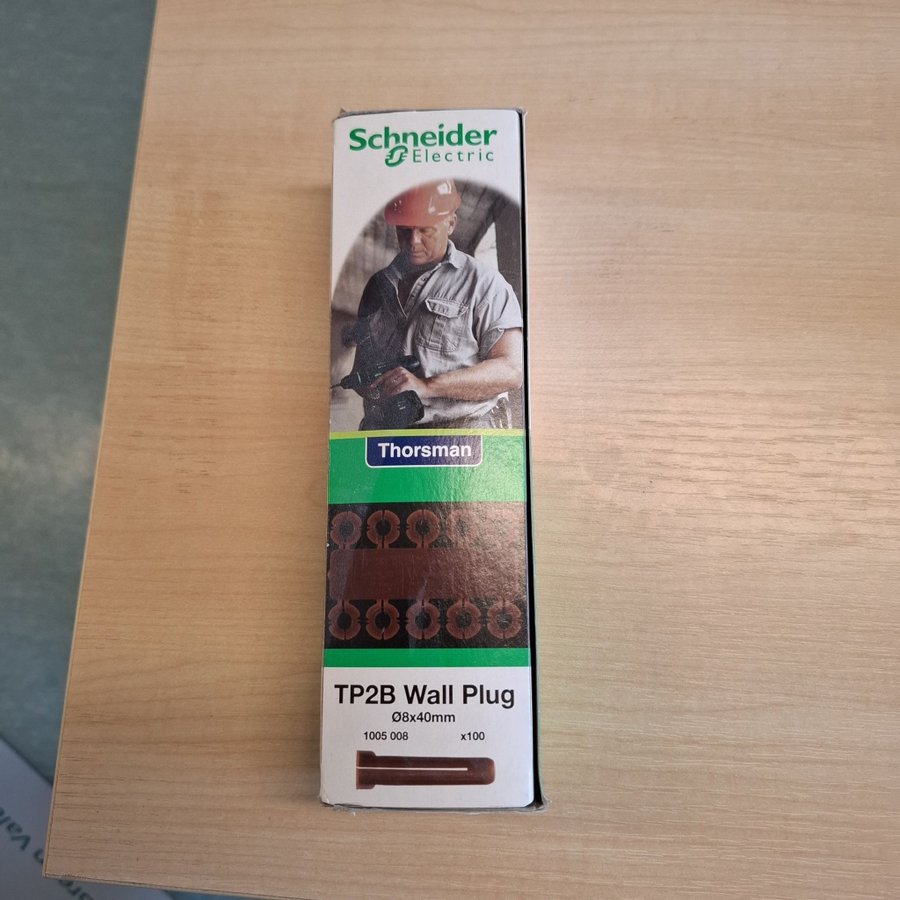 Schneider
Electric
Thorsman
TP2B Wall Plug
Ø8x40mm
1005 008 x100